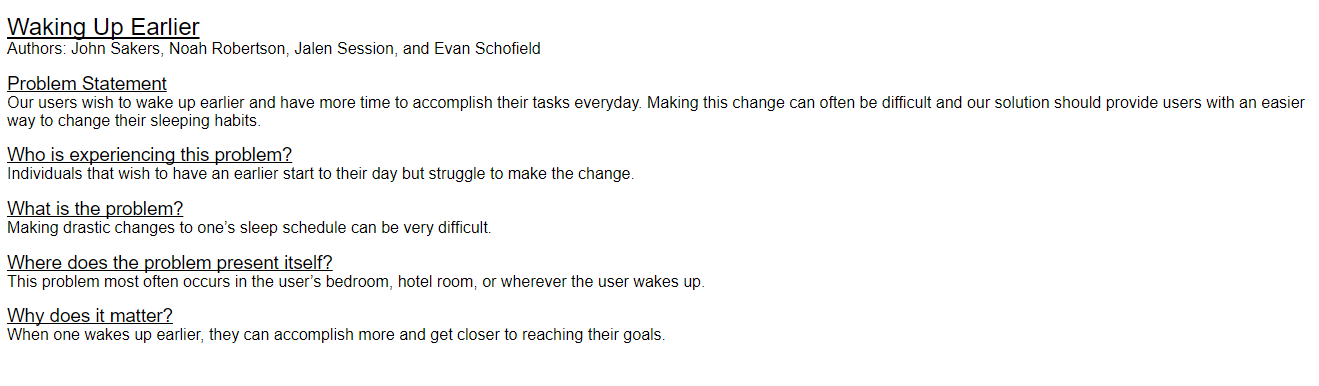 Waking Up Earlier
Authors: John Sakers, Noah Robertson, Jalen Session, and Evan Schofield
Problem Statement
Our users wish to wake up earlier and have more time to accomplish their tasks everyday. Making this change can often be difficult and our solution should provide users with an easier
way to change their sleeping habits.
Who is experiencing this problem?
Individuals that wish to have an earlier start to their day but struggle to make the change.
What is the problem?
Making drastic changes to one’s sleep schedule can be very difficult.
Where does the problem present itself?
This problem most often occurs in the user’s bedroom, hotel room, or wherever the user wakes up.
Why does it matter?
When one wakes up earlier, they can accomplish more and get closer to reaching their goals.